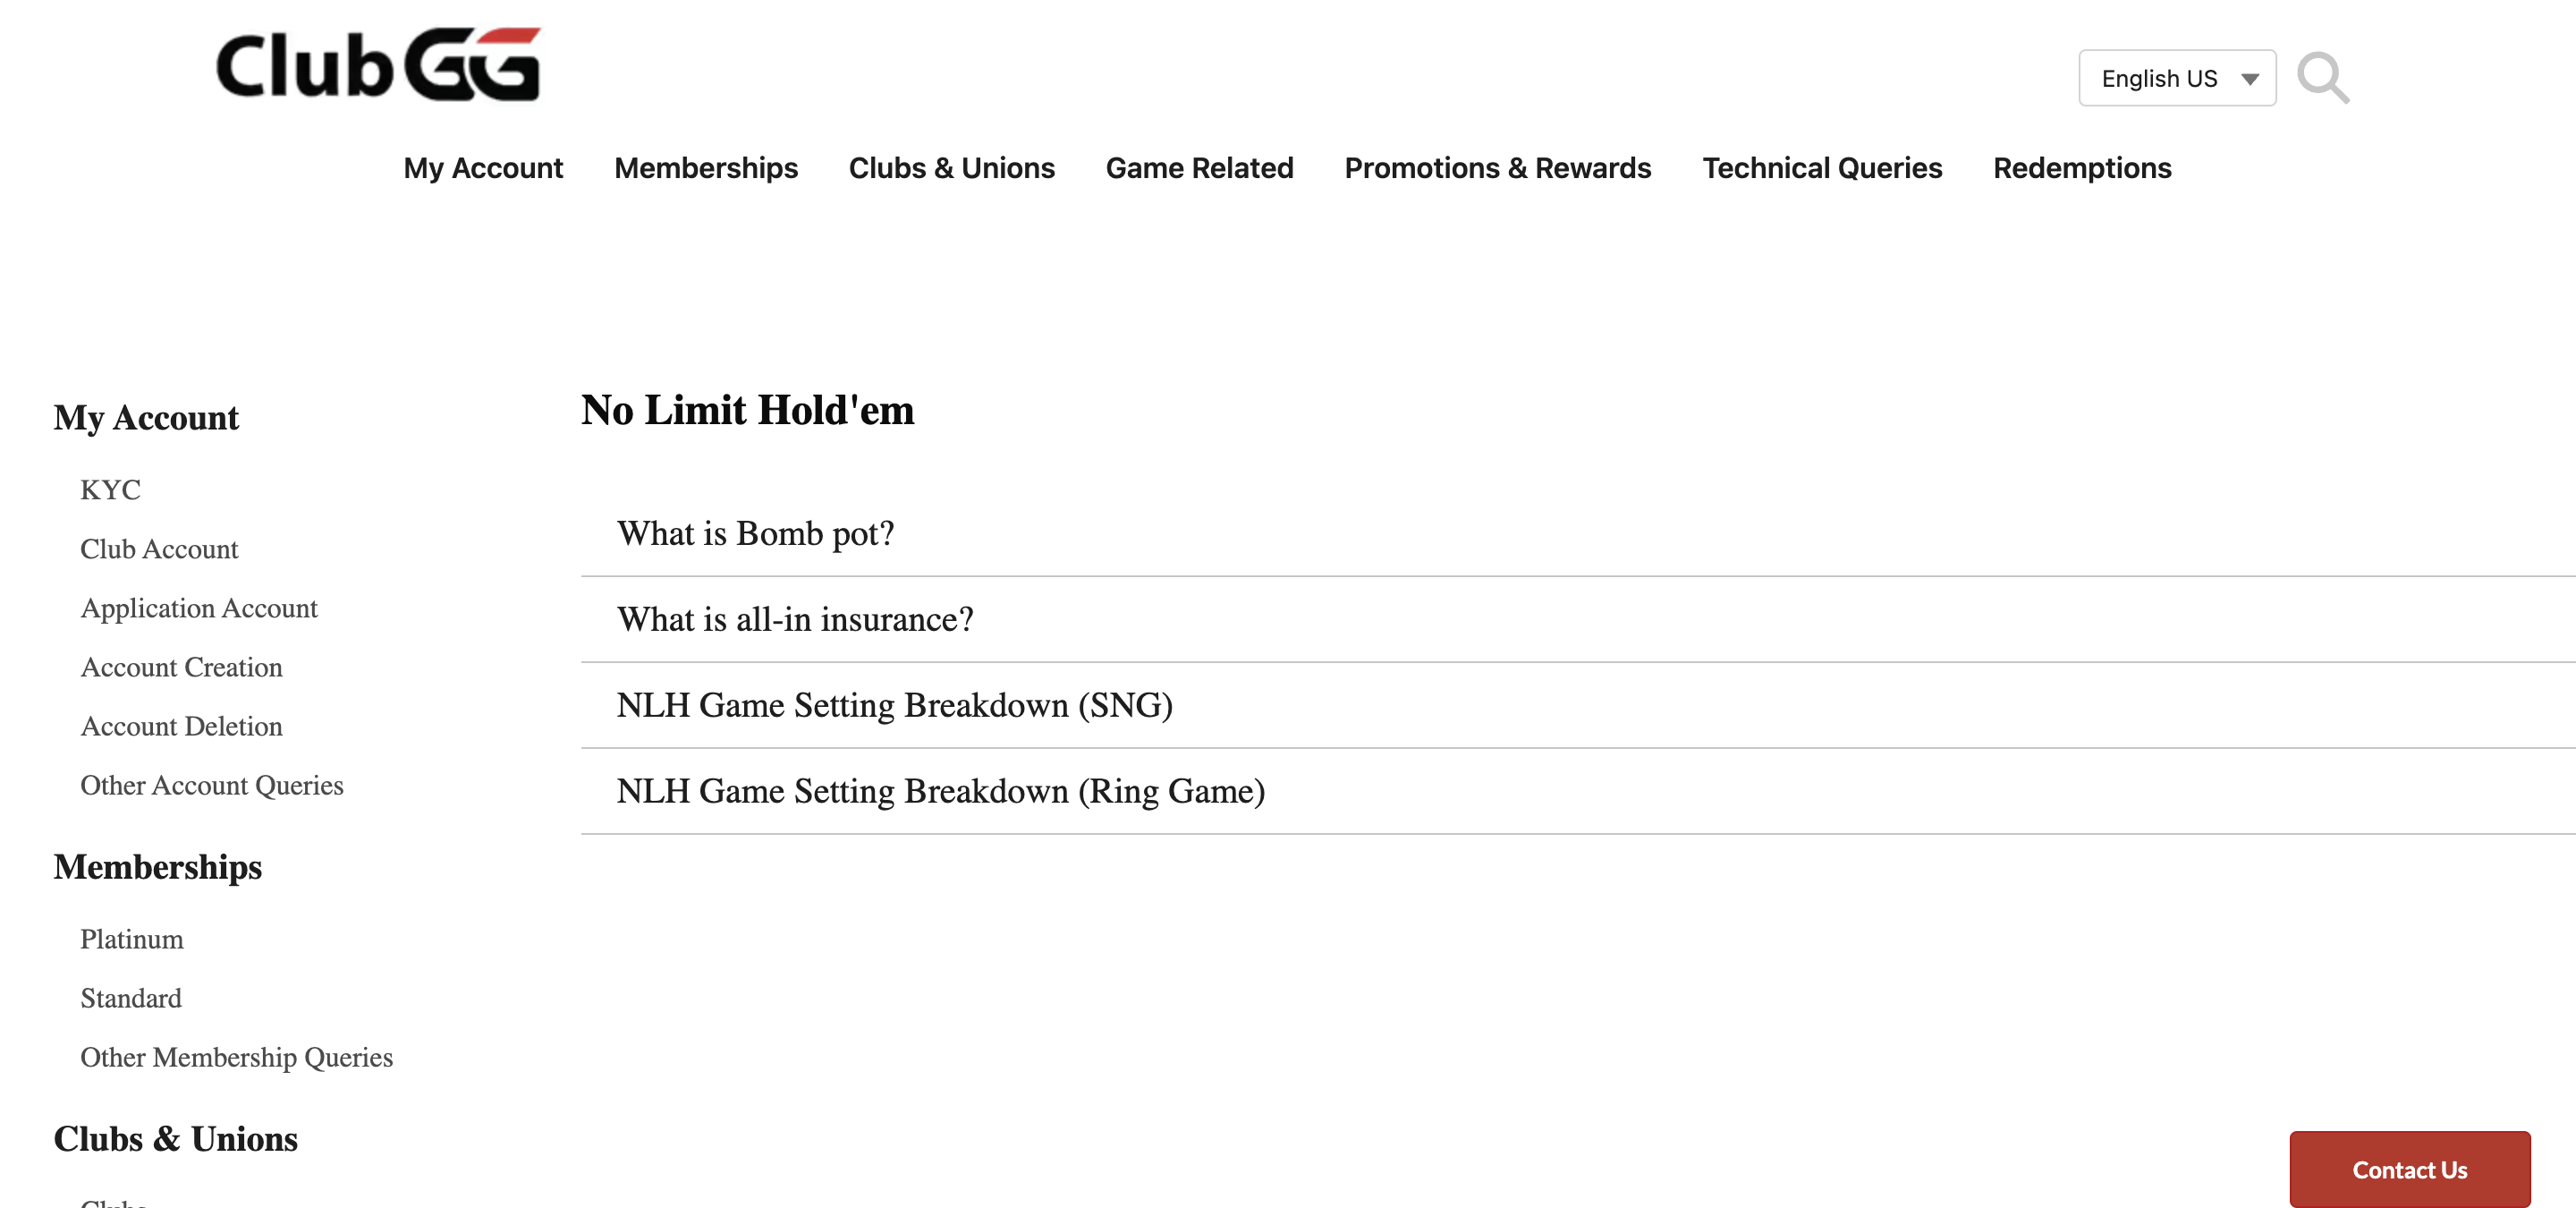 Club GG
English US
My Account Memberships Clubs & Unions Game Related Promotions & Rewards Technical Queries Redemptions
My Account
KYC
Club Account
Application Account
Account Creation
Account Deletion
Other Account Queries
Memberships
Platinum
Standard
Other Membership Queries
Clubs & Unions
No Limit Hold'em
What is Bomb pot?
What is all-in insurance?
NLH Game Setting Breakdown (SNG)
NLH Game Setting Breakdown (Ring Game)
Contact Us